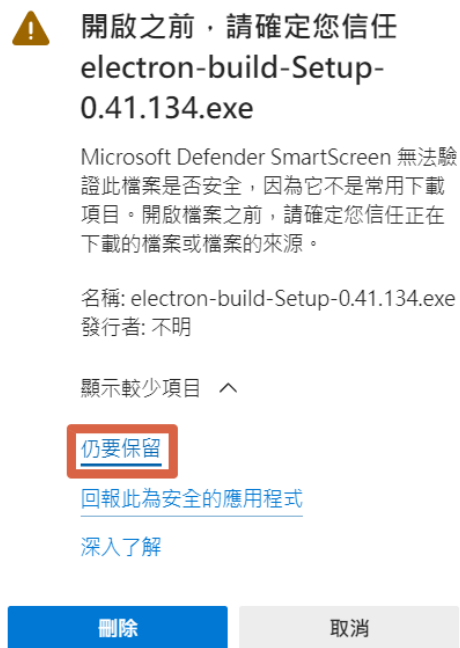 開啟之前，請確定您信任
electron-build-Setup-
0.41.134.exe
Microsoft Defender SmartScreen 無法驗
證此檔案是否安全，因為它不是常用下載
項目。開啟檔案之前，請確定您信任正在
下載的檔案或檔案的來源。
名稱: electron-build-Setup-0.41.134.exe
發行者: 不明
顯示較少項目
仍要保留
回報此為安全的應用程式
深入了解
刪除 取消